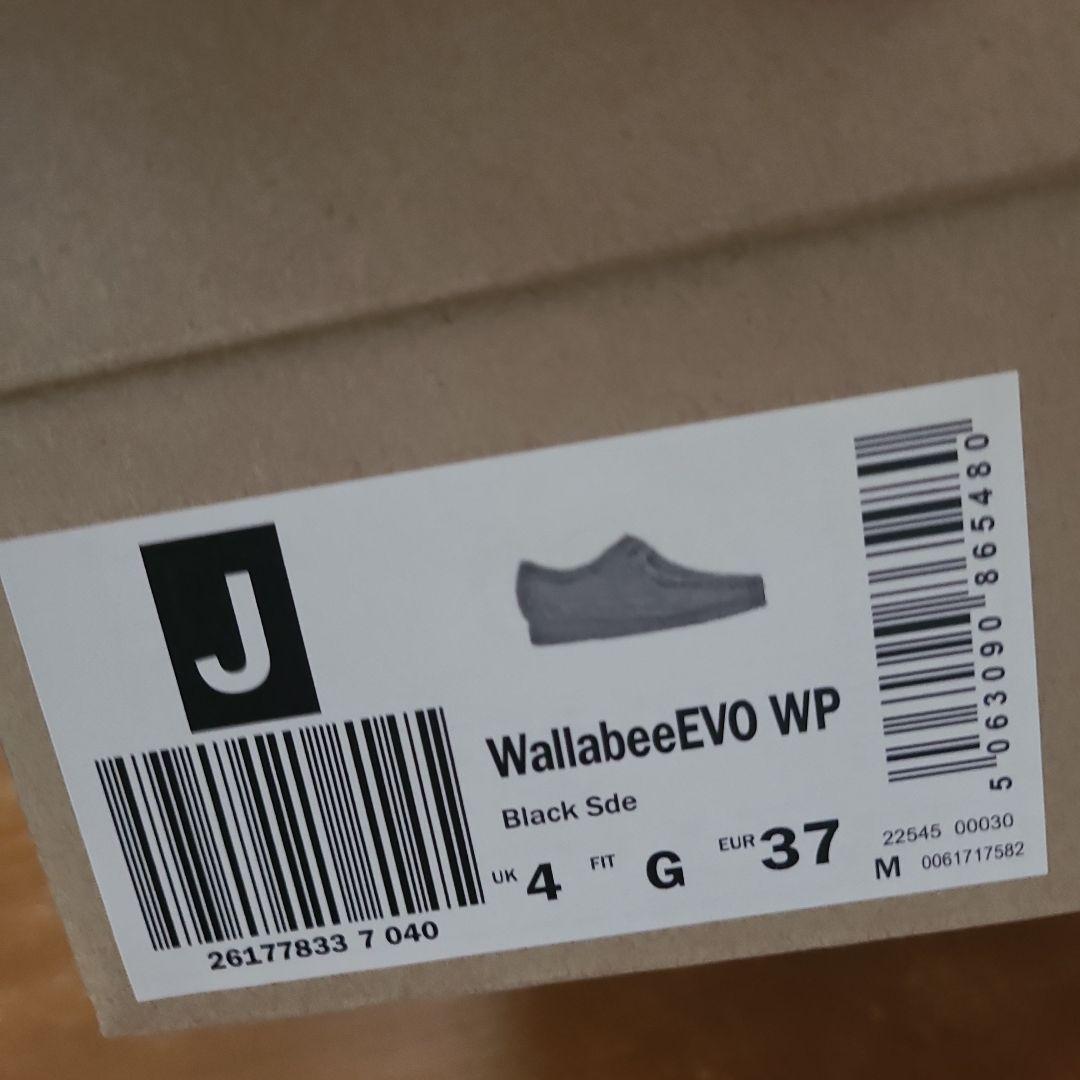 J
26177833 7 040
WallabeeEVO WP
Black Sde
UK 4 FIT G EUR 37
5 063090 865480
22545 00030
M 0061717582